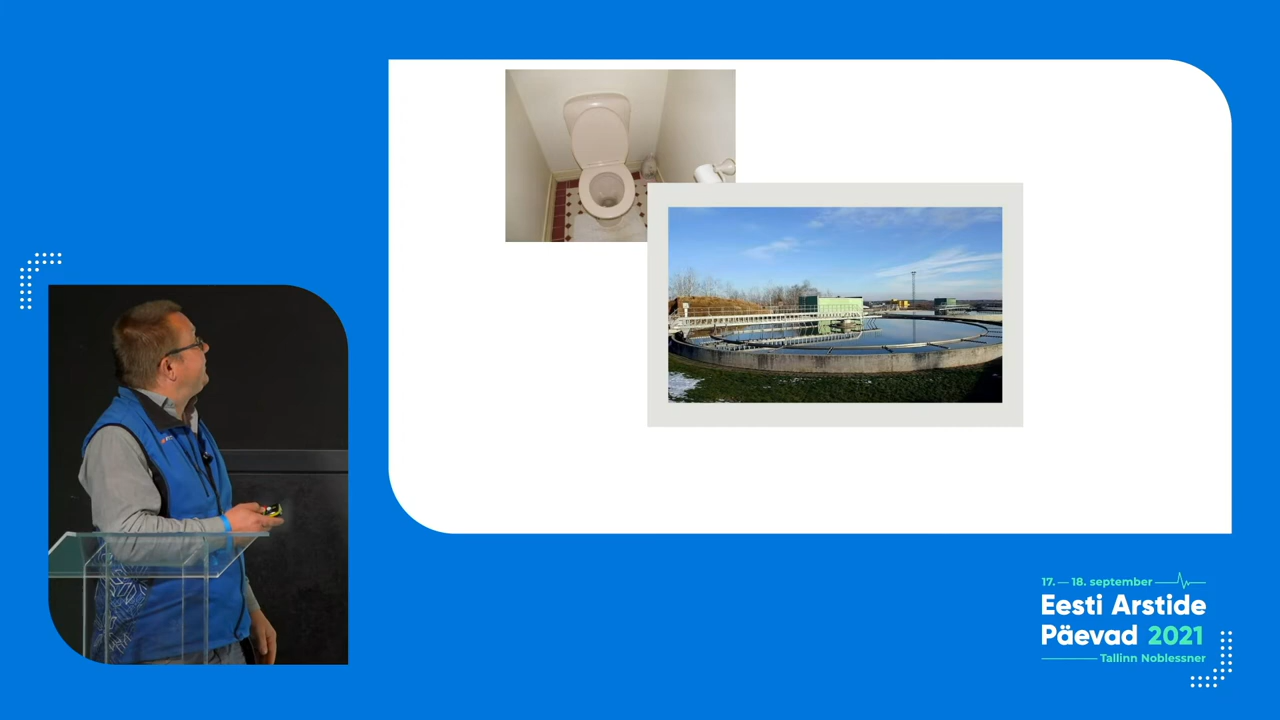 17. — 18. september
Eesti Arstide
Päevad 2021
Tallinn Noblessner